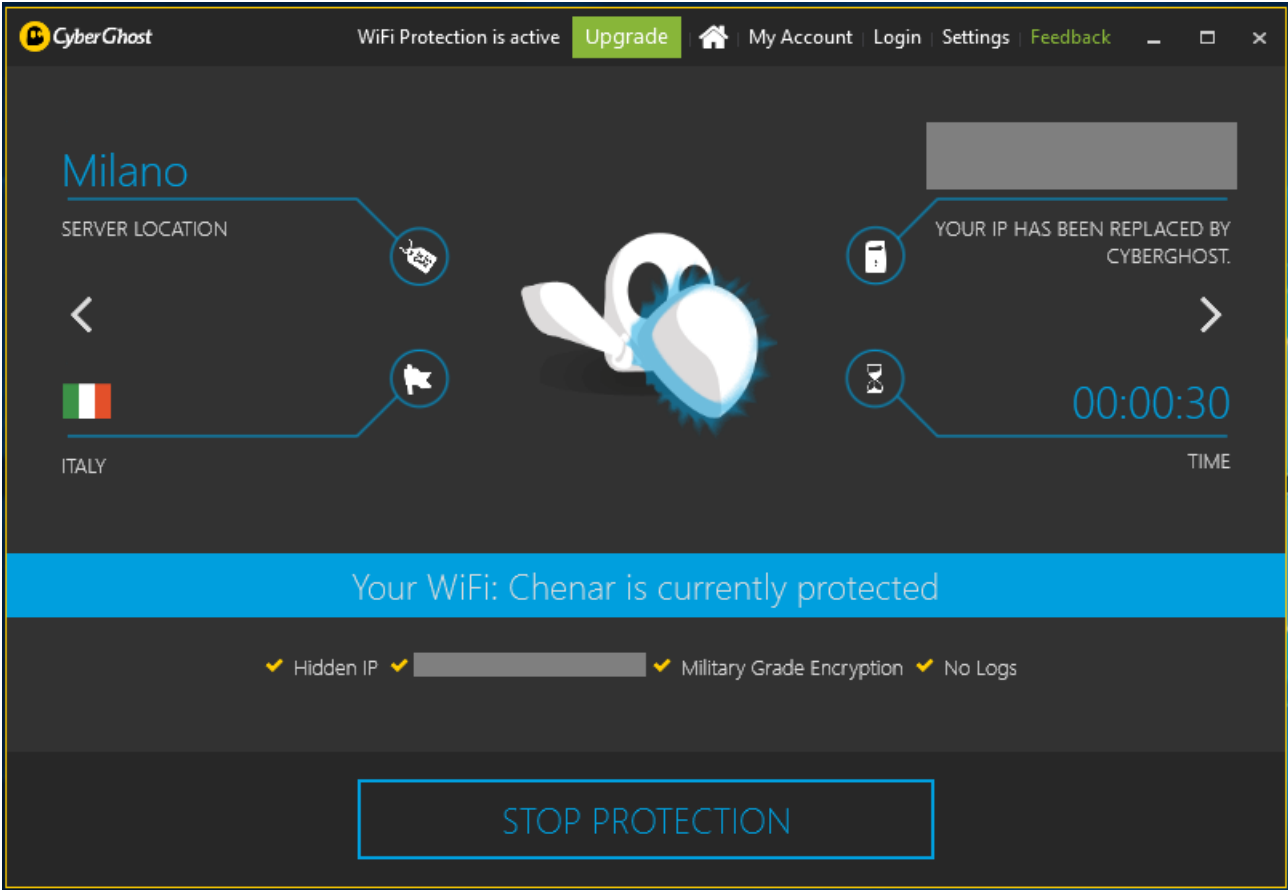 CyberGhost
WiFi Protection is active Upgrade My Account Login Settings Feedback
Milano
SERVER LOCATION
YOUR IP HAS BEEN REPLACED BY
CYBERGHOST.
00:00:30
ITALY
TIME
Your WiFi: Chenar is currently protected
Hidden IP Military Grade Encryption No Logs
STOP PROTECTION